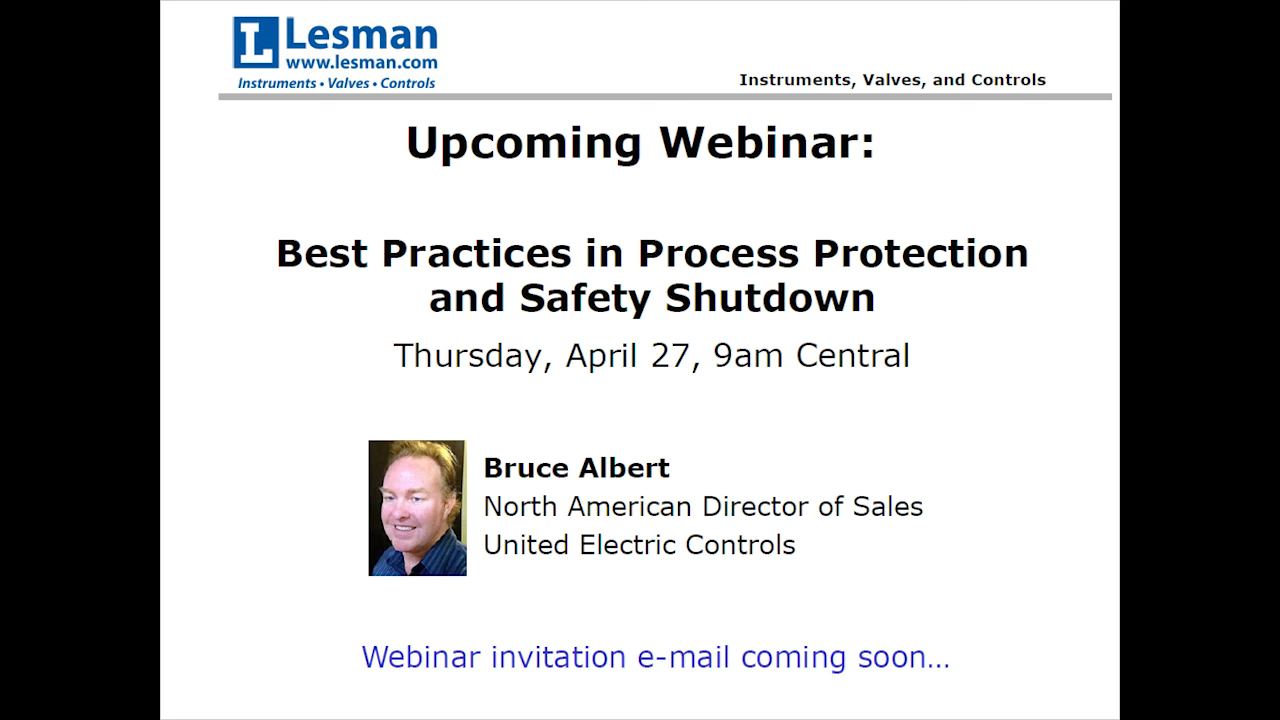 L Lesman
www.lesman.com
Instruments • Valves • Controls
Instruments, Valves, and Controls
Upcoming Webinar:
Best Practices in Process Protection
and Safety Shutdown
Thursday, April 27, 9am Central
Bruce Albert
North American Director of Sales
United Electric Controls
Webinar invitation e-mail coming soon…